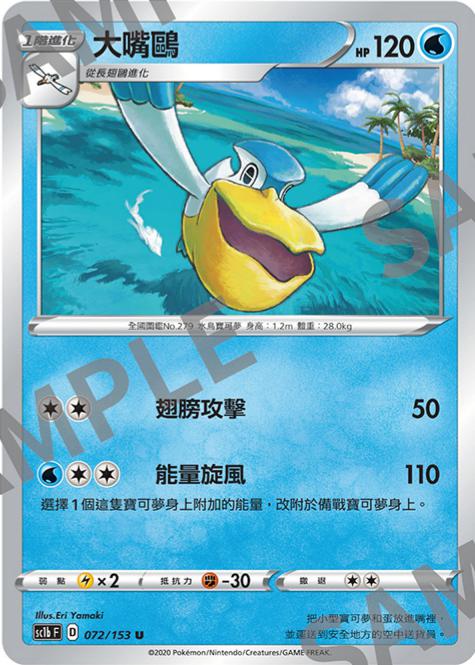 1階進化
大嘴鷗
HP 120
從長翅鷗進化
全國圖鑑No.279 水鳥寶可夢 身高：1.2m 體重：28.0kg
翅膀攻擊 50
能量旋風 110
選擇1個這隻寶可夢身上附加的能量，改附於備戰寶可夢身上。
弱點 ×2 抵抗力 -30 撤退
Illus.Eri Yamaki
sc1b F D 072/153 U
把小型寶可夢和蛋放進嘴裡，
並運送到安全地方的空中送貨員。
©2020 Pokémon/Nintendo/Creatures/GAME FREAK.
SAMPLE